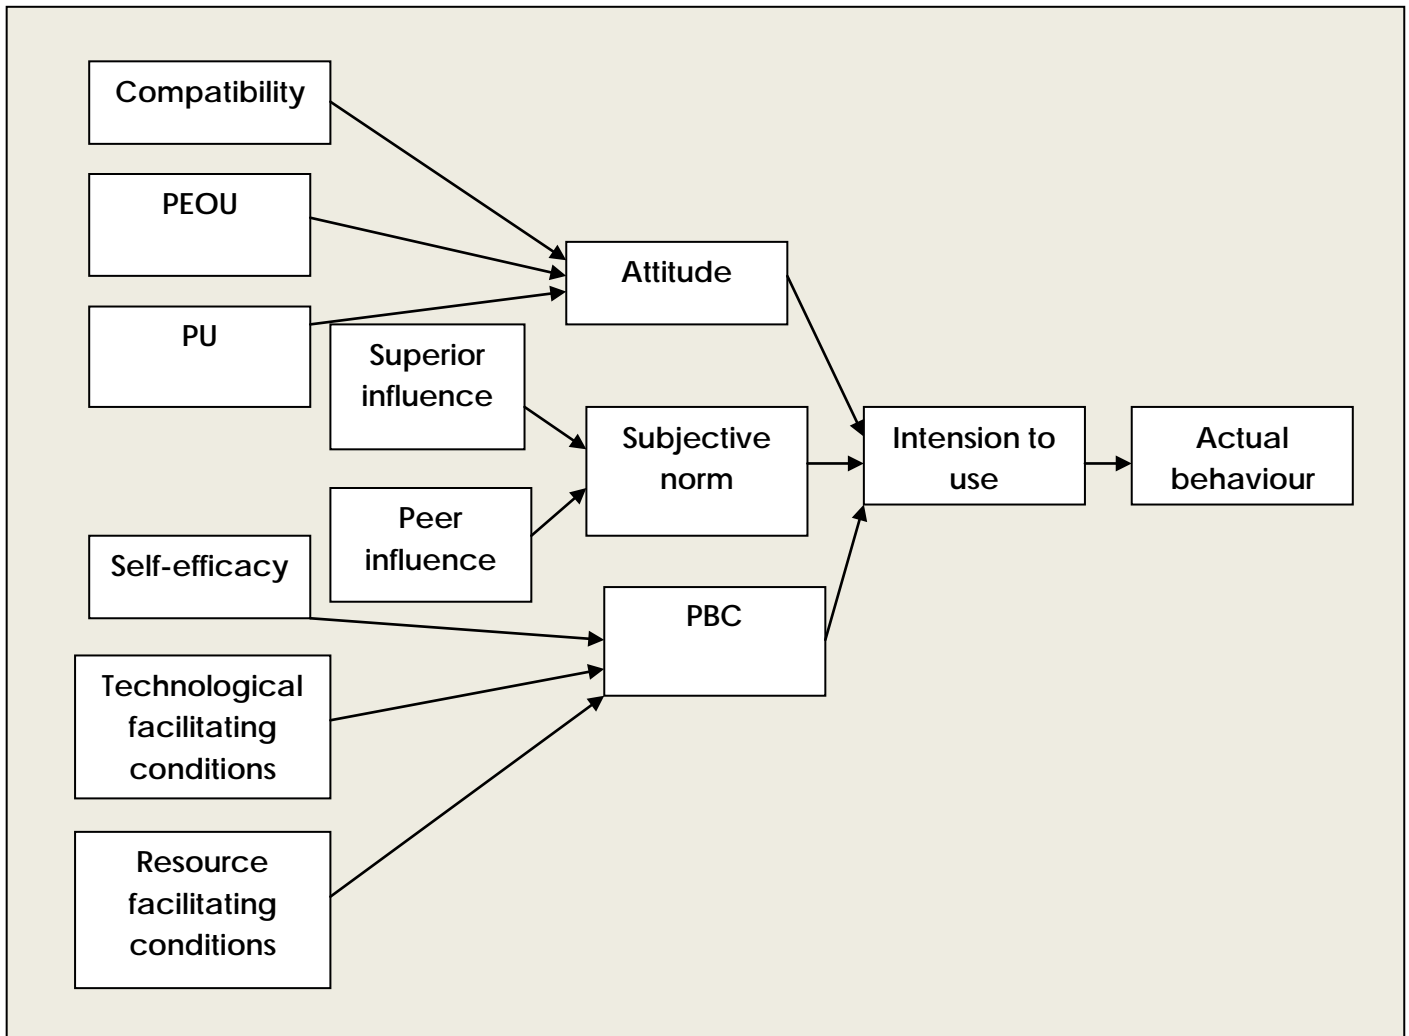 Compatibility
PEOU
PU
Superior
influence
Peer
influence
Self-efficacy
Technological
facilitating
conditions
Resource
facilitating
conditions
Attitude
Subjective
norm
PBC
Intension to
use
Actual
behaviour